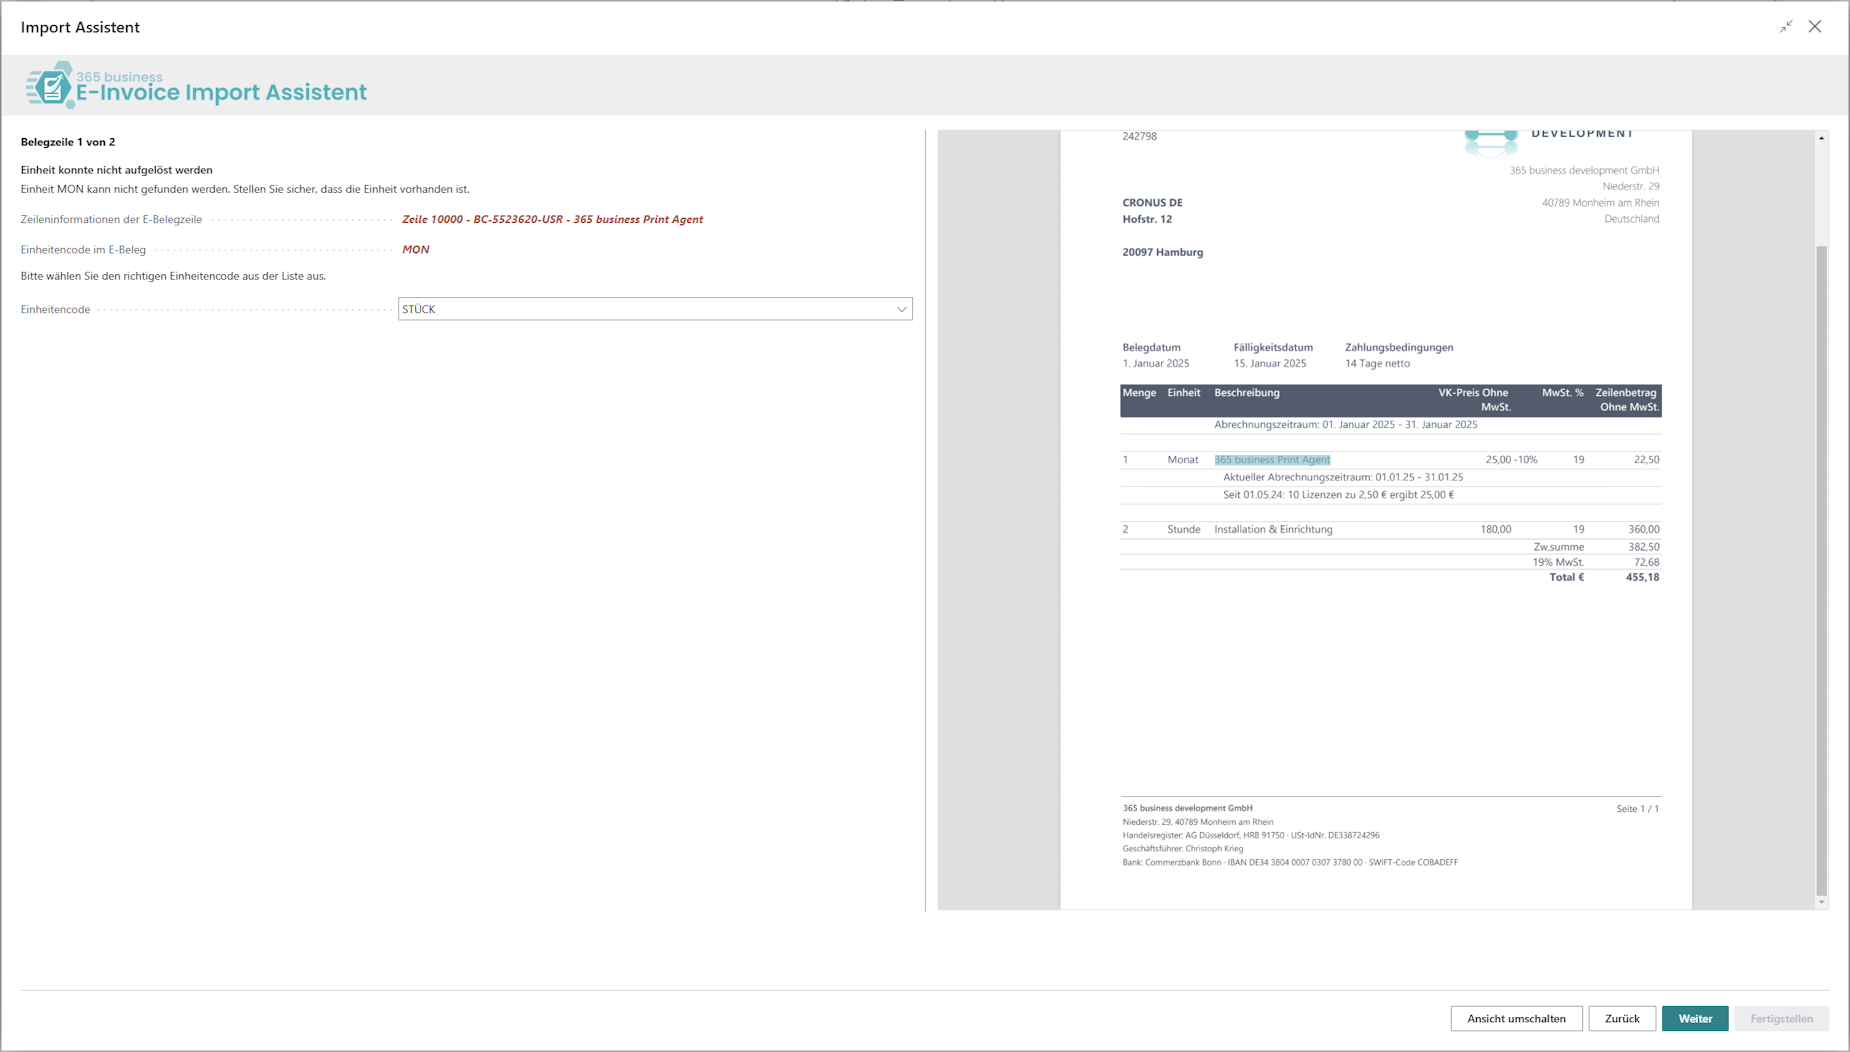 Import Assistent
365 business
E-Invoice Import Assistent
Belegzeile 1 von 2
Einheit konnte nicht aufgelöst werden
Einheit MON kann nicht gefunden werden. Stellen Sie sicher, dass die Einheit vorhanden ist.
Zeileninformationen der E-Belegzeile Zeile 10000 - BC-5523620-USR - 365 business Print Agent
Einheitencode im E-Beleg MON
Bitte wählen Sie den richtigen Einheitencode aus der Liste aus.
Einheitencode STÜCK
242798
DEVELOPMENT
365 business development GmbH
Niederstr. 29
40789 Monheim am Rhein
Deutschland
CRONUS DE
Hofstr. 12
20097 Hamburg
Belegdatum Fälligkeitsdatum Zahlungsbedingungen
1. Januar 2025 15. Januar 2025 14 Tage netto
Menge Einheit Beschreibung VK-Preis Ohne MwSt. % Zeilenbetrag
MwSt. Ohne MwSt.
Abrechnungszeitraum: 01. Januar 2025 - 31. Januar 2025
1 Monat 365 business Print Agent 25,00 -10% 19 22,50
Aktueller Abrechnungszeitraum: 01.01.25 - 31.01.25
Seit 01.05.24: 10 Lizenzen zu 2,50 € ergibt 25,00 €
2 Stunde Installation & Einrichtung 180,00 19 360,00
Zw.summe 382,50
19% MwSt. 72,68
Total € 455,18
365 business development GmbH Seite 1 / 1
Niederstr. 29, 40789 Monheim am Rhein
Handelsregister: AG Düsseldorf, HRB 91750 · USt-IdNr. DE338724296
Geschäftsführer: Christoph Krieg
Bank: Commerzbank Bonn · IBAN DE34 3804 0007 0307 3780 00 · SWIFT-Code COBADEFF
Ansicht umschalten Zurück Weiter Fertigstellen